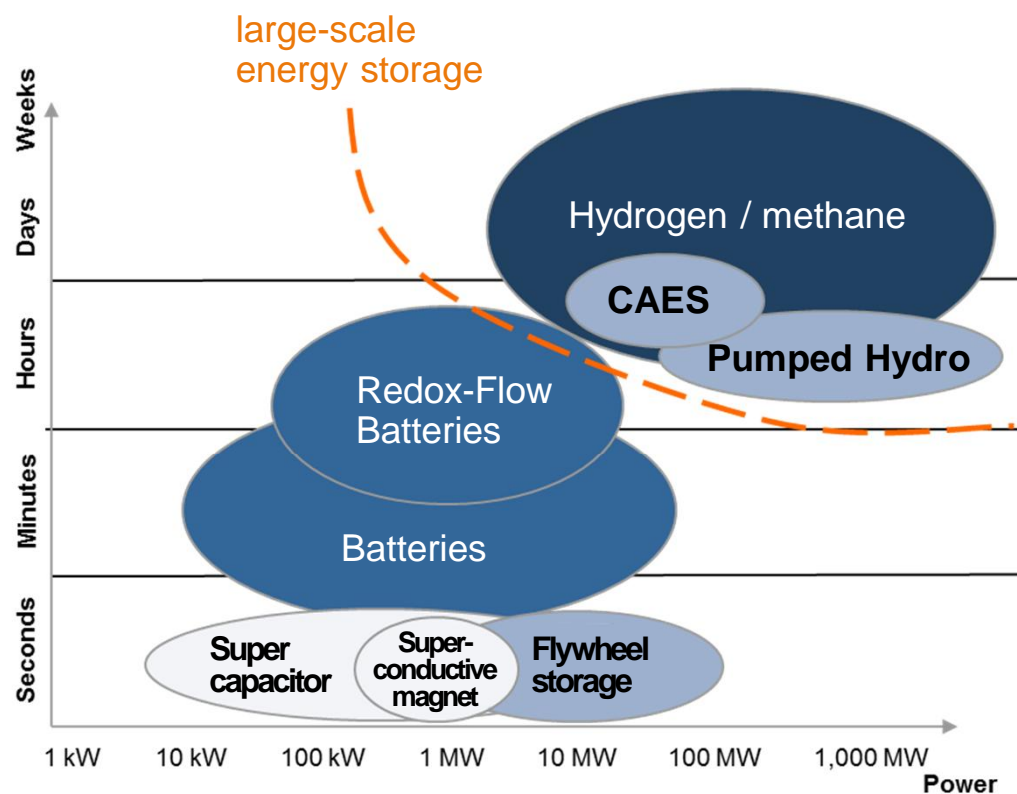 large-scale
energy storage
Weeks
Days
Hours
Minutes
Seconds
Hydrogen / methane
CAES
Pumped Hydro
Redox-Flow
Batteries
Batteries
Super
capacitor
Super-
conductive
magnet
Flywheel
storage
1 kW
10 kW
100 kW
1 MW
10 MW
100 MW
1,000 MW
Power